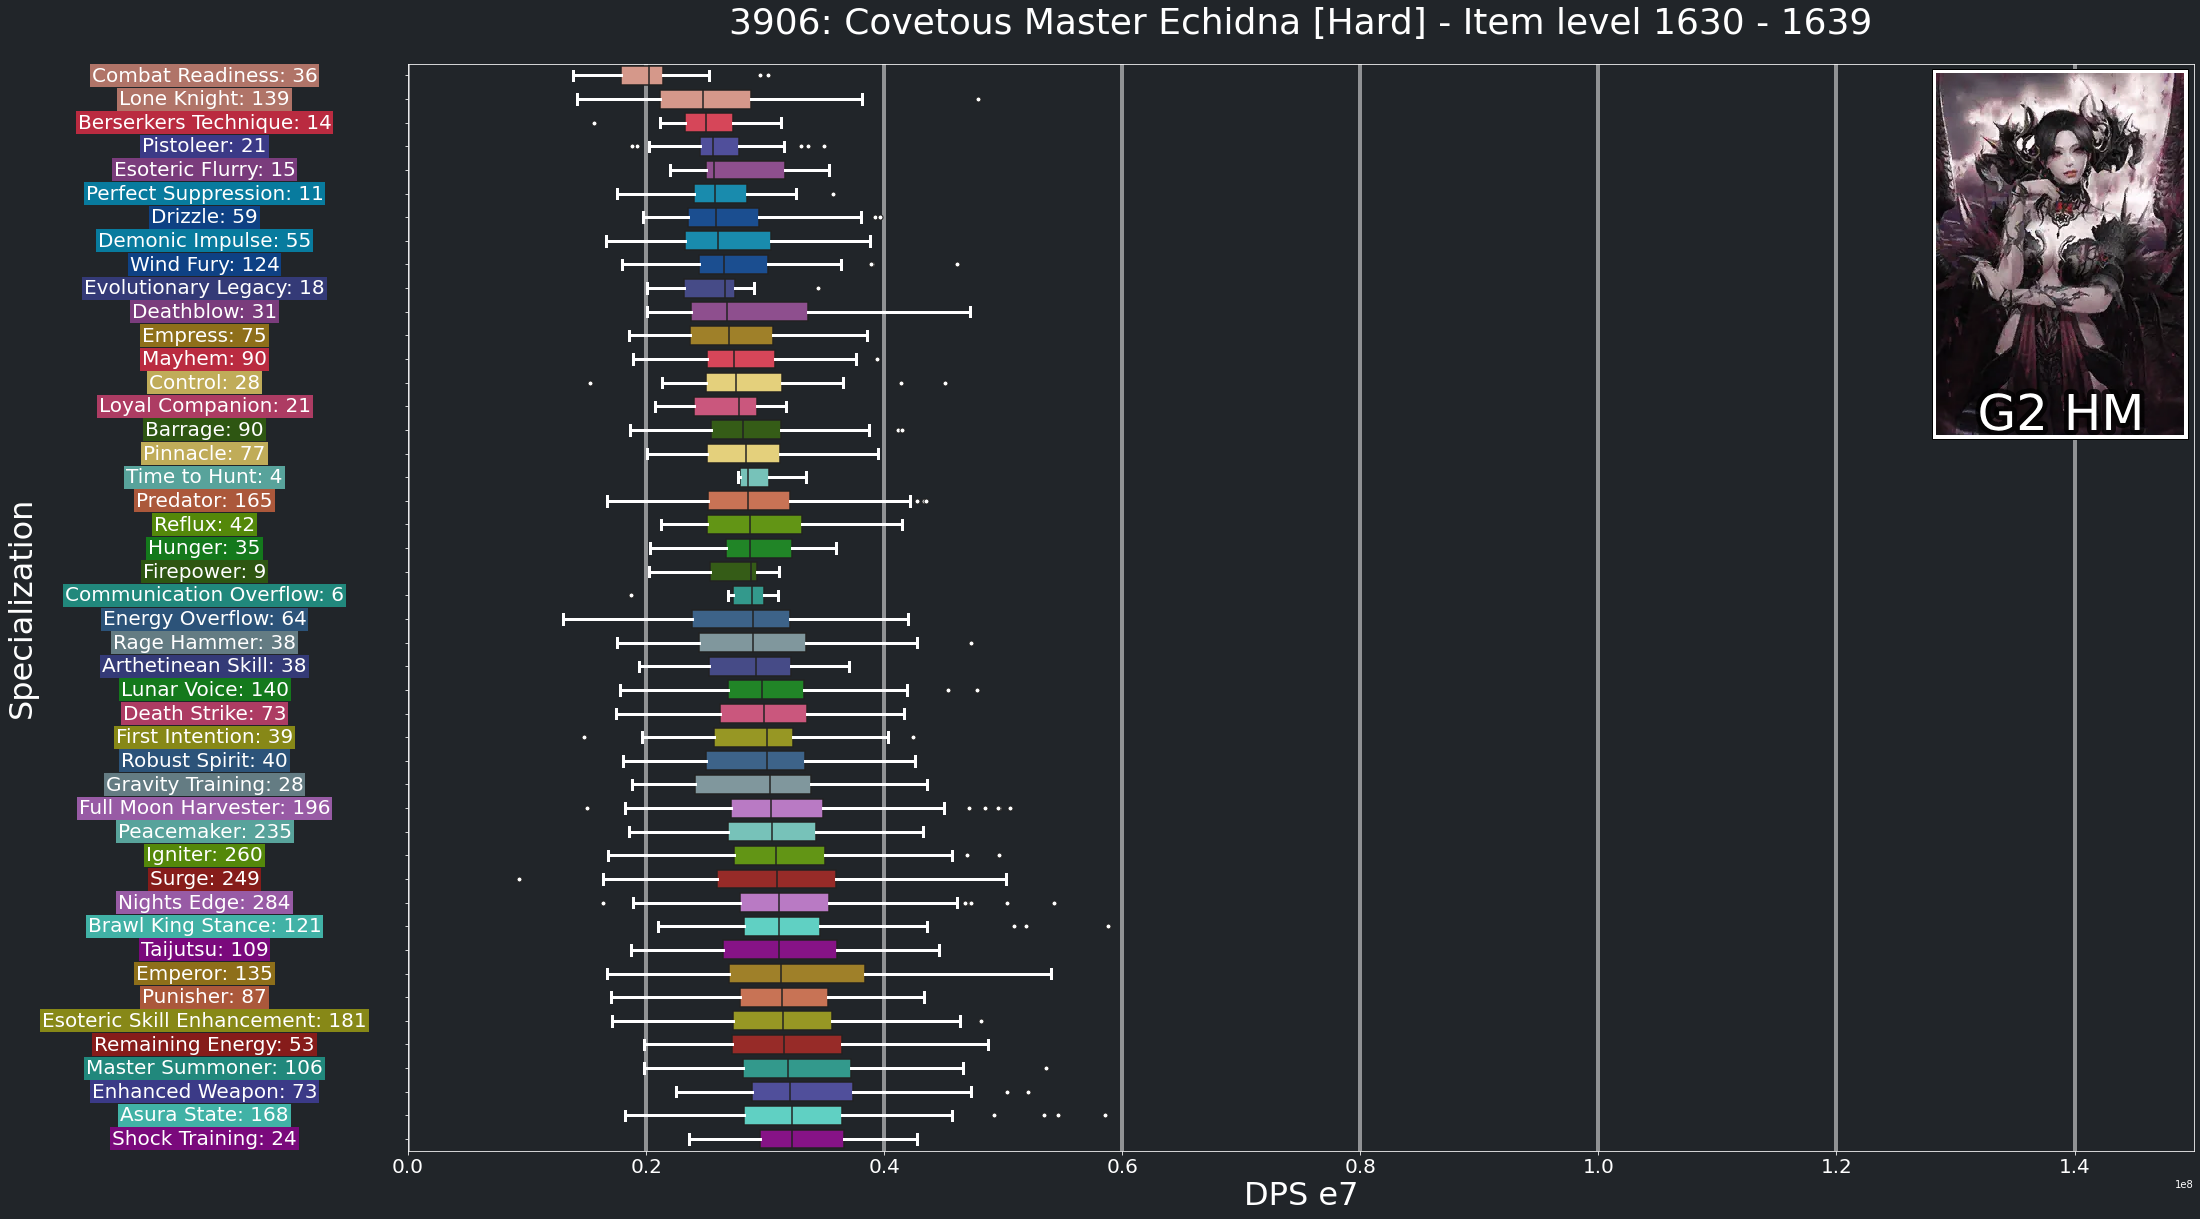 3906: Covetous Master Echidna [Hard] - Item level 1630 - 1639
Combat Readiness: 36
Lone Knight: 139
Berserkers Technique: 14
Pistoleer: 21
Esoteric Flurry: 15
Perfect Suppression: 11
Drizzle: 59
Demonic Impulse: 55
Wind Fury: 124
Evolutionary Legacy: 18
Deathblow: 31
Empress: 75
Mayhem: 90
Control: 28
Loyal Companion: 21
Barrage: 90
Pinnacle: 77
Time to Hunt: 4
Predator: 165
Reflux: 42
Hunger: 35
Firepower: 9
Communication Overflow: 6
Energy Overflow: 64
Rage Hammer: 38
Arthetinean Skill: 38
Lunar Voice: 140
Death Strike: 73
First Intention: 39
Robust Spirit: 40
Gravity Training: 28
Full Moon Harvester: 196
Peacemaker: 235
Igniter: 260
Surge: 249
Nights Edge: 284
Brawl King Stance: 121
Taijutsu: 109
Emperor: 135
Punisher: 87
Esoteric Skill Enhancement: 181
Remaining Energy: 53
Master Summoner: 106
Enhanced Weapon: 73
Asura State: 168
Shock Training: 24
Specialization
G2 HM
0.0 0.2 0.4 0.6 0.8 1.0 1.2 1.4
1e8
DPS e7